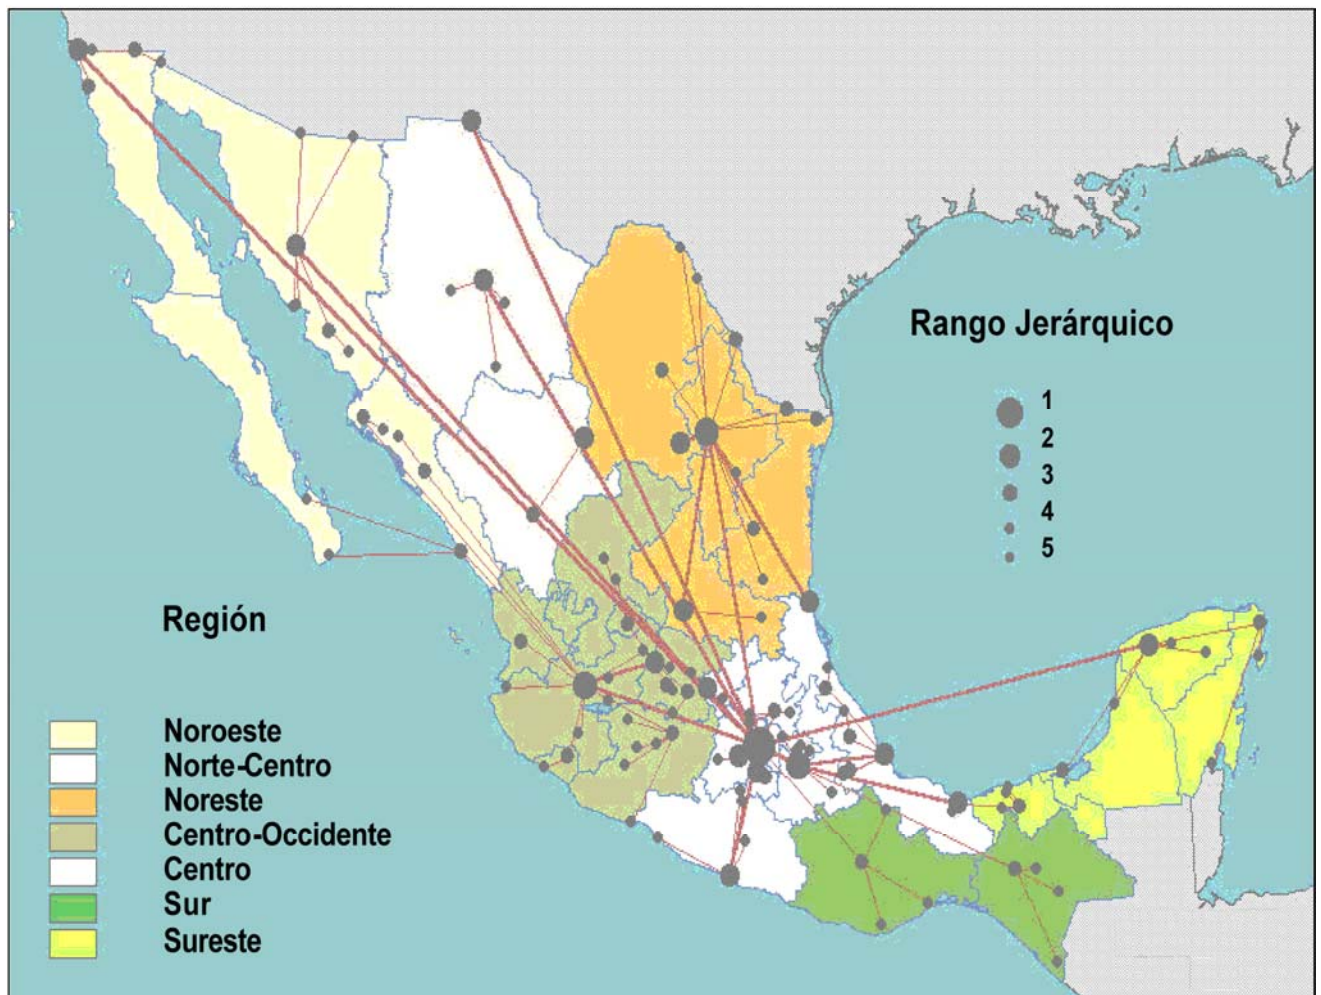 Rango Jerárquico
1
2
3
4
5
Región
Noroeste
Norte-Centro
Noreste
Centro-Occidente
Centro
Sur
Sureste